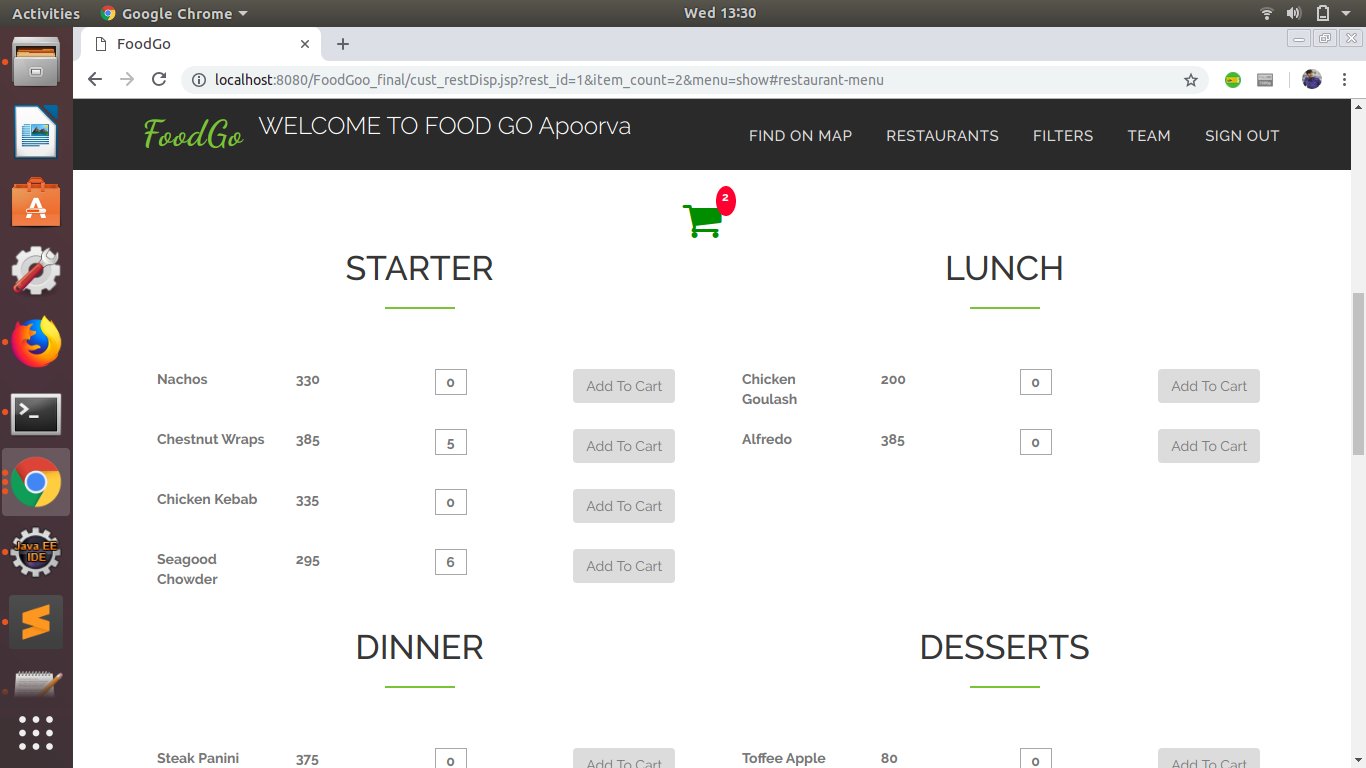 Activities Google Chrome Wed 13:30
FoodGo
localhost:8080/FoodGoo_final/cust_restDisp.jsp?rest_id=1&item_count=2&menu=show#restaurant-menu
FoodGo WELCOME TO FOOD GO Apoorva FIND ON MAP RESTAURANTS FILTERS TEAM SIGN OUT
2
STARTER
Nachos 330 0 Add To Cart
Chestnut Wraps 385 5 Add To Cart
Chicken Kebab 335 0 Add To Cart
Seagood 295 6 Add To Cart
Chowder
LUNCH
Chicken 200 0 Add To Cart
Goulash
Alfredo 385 0 Add To Cart
DINNER
Steak Panini 375 0 Add To Cart
DESSERTS
Toffee Apple 80 0 Add To Cart
Java EE
IDE